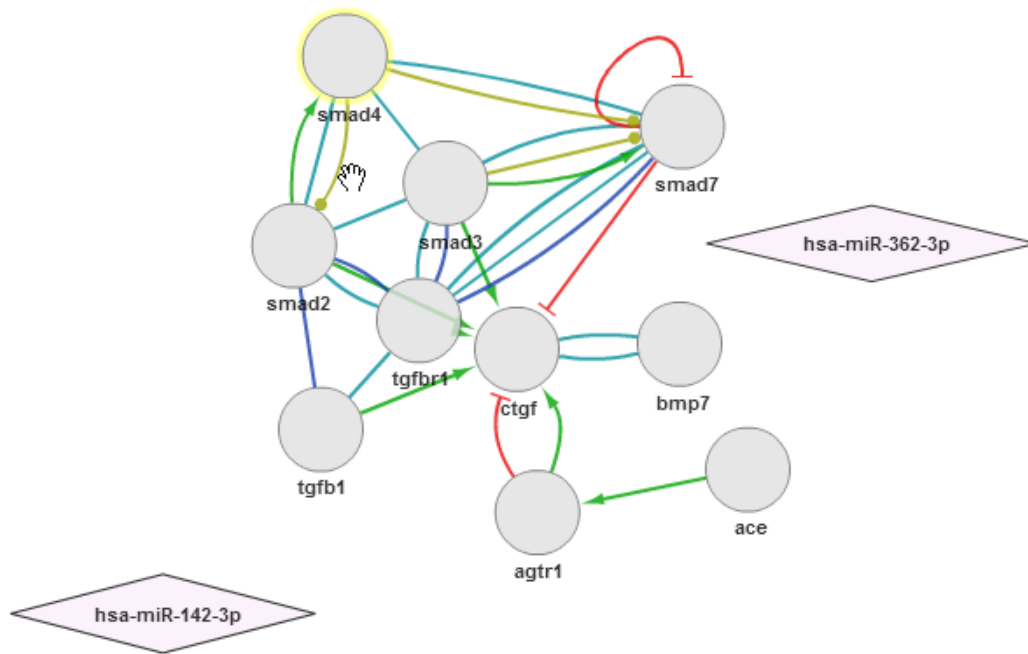 smad4
smad7
smad3
hsa-miR-362-3p
smad2
tgfbr1
ctgf
bmp7
tgfb1
ace
agtr1
hsa-miR-142-3p